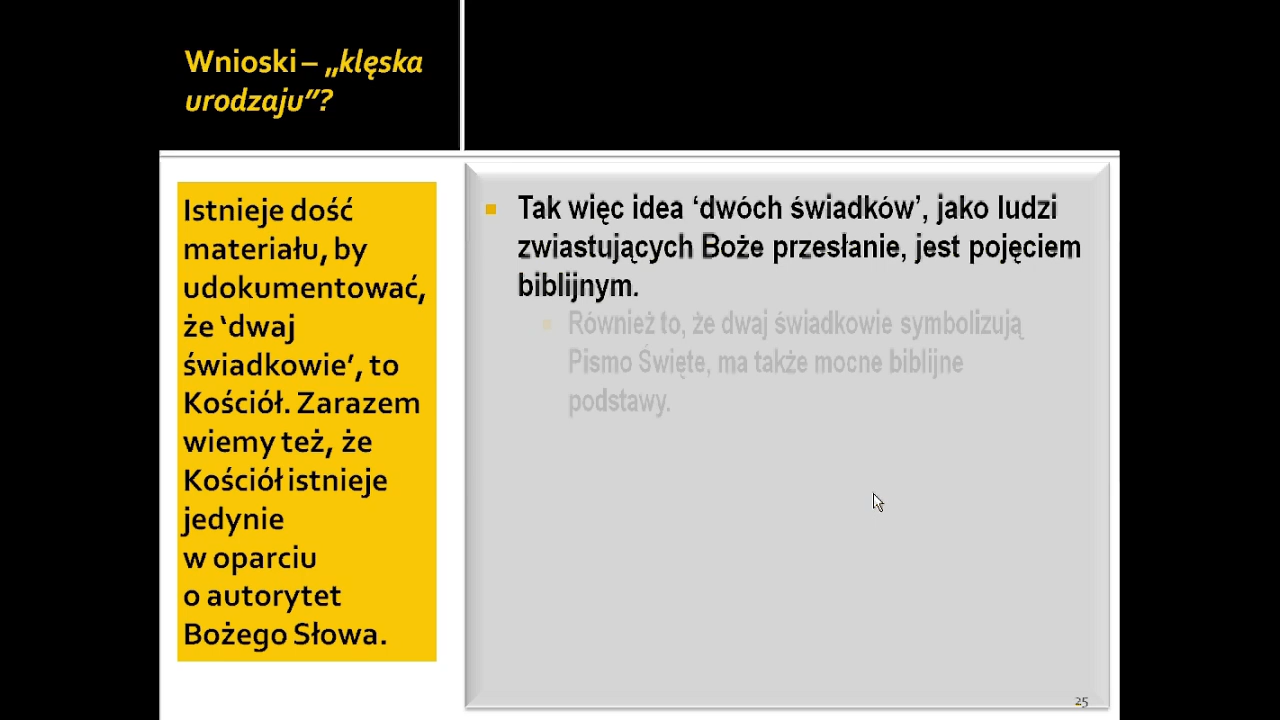 Wnioski – „klęska
urodzaju”?
Istnieje dość
materiału, by
udokumentować,
że ‘dwaj
świadkowie’, to
Kościół. Zarazem
wiemy też, że
Kościół istnieje
jedynie
w oparciu
o autorytet
Bożego Słowa.
Tak więc idea ‘dwóch świadków’, jako ludzi
zwiastujących Boże przesłanie, jest pojęciem
biblijnym.
Również to, że dwaj świadkowie symbolizują
Pismo Święte, ma także mocne biblijne
podstawy.
25